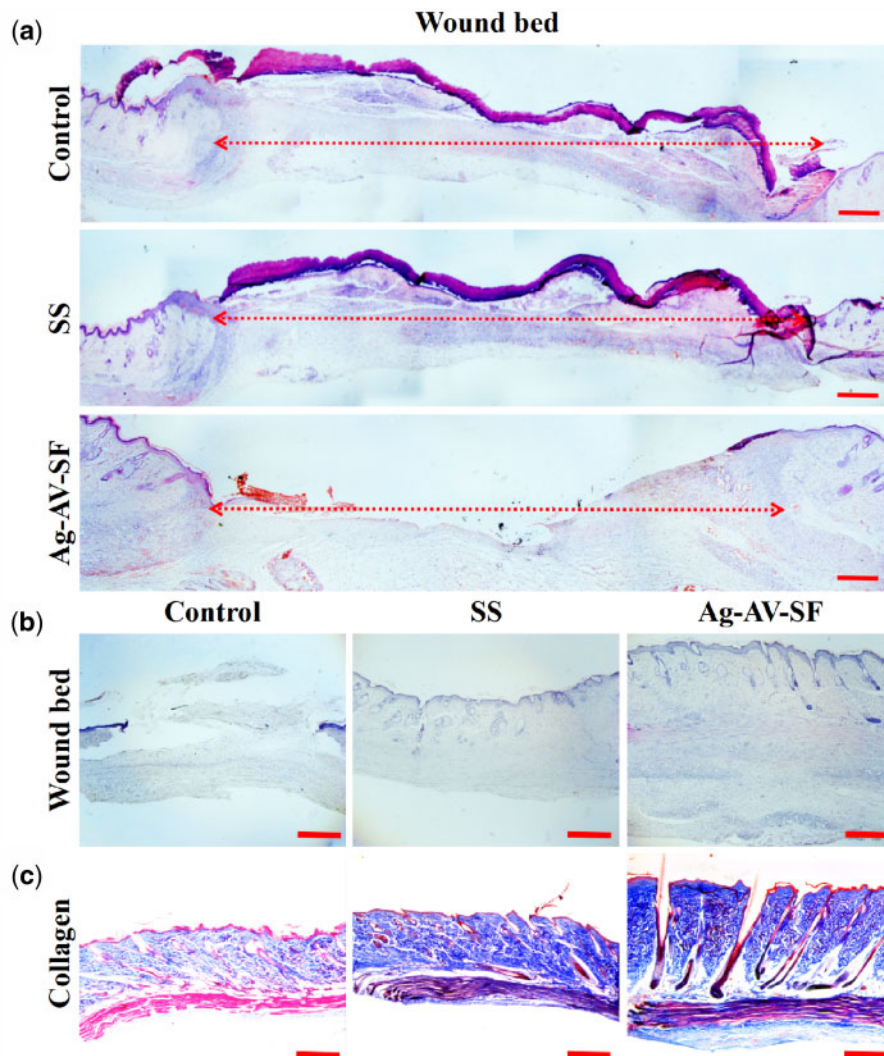 (a)
Wound bed
Control
SS
Ag-AV-SF
(b)
Control SS Ag-AV-SF
Wound bed
(c)
Collagen